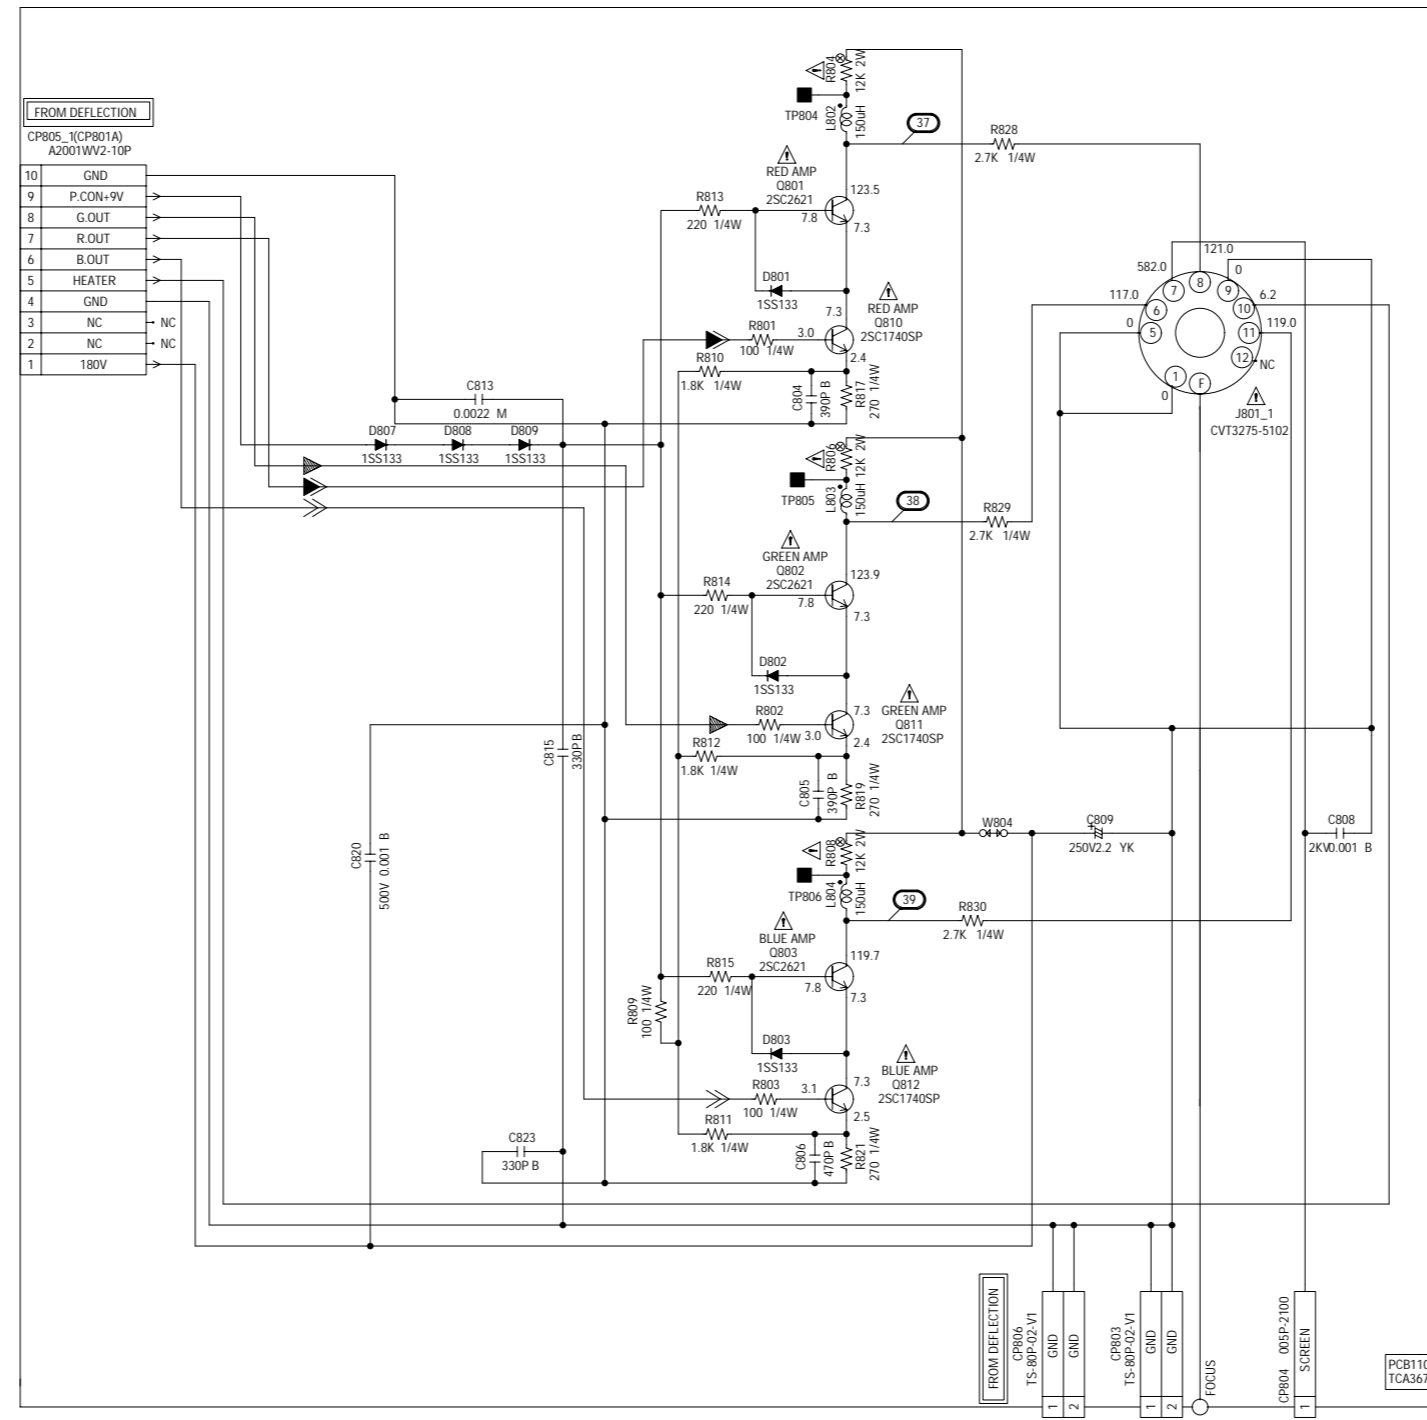 FROM DEFLECTION
CP805_1(CP801A)
A2001WV2-10P
10 GND
9 P.CON+9V
8 G.OUT
7 R.OUT
6 B.OUT
5 HEATER
4 GND
3 NC NC
2 NC NC
1 180V
C813
0.0022 M
D807
1SS133
D808
1SS133
D809
1SS133
R804
12K 2W
TP804
L802
150uH
37
R828
2.7K 1/4W
RED AMP
Q801
2SC2621
123.5
7.8
7.3
R813
220 1/4W
D801
1SS133
7.3
RED AMP
Q810
2SC1740SP
R801
100 1/4W
3.0
2.4
R810
1.8K 1/4W
C804
390P B
R817
270 1/4W
R806
12K 2W
TP805
L803
150uH
38
R829
2.7K 1/4W
GREEN AMP
Q802
2SC2621
123.9
7.8
7.3
R814
220 1/4W
D802
1SS133
7.3
GREEN AMP
Q811
2SC1740SP
R802
100 1/4W
3.0
2.4
R812
1.8K 1/4W
C805
390P B
R819
270 1/4W
C815
330P B
C820
500V 0.001 B
R808
12K 2W
TP806
L804
150uH
39
R830
2.7K 1/4W
BLUE AMP
Q803
2SC2621
119.7
7.8
7.3
R815
220 1/4W
R809
100 1/4W
D803
1SS133
7.3
BLUE AMP
Q812
2SC1740SP
R803
100 1/4W
3.1
2.5
R811
1.8K 1/4W
C806
470P B
R821
270 1/4W
C823
330P B
W804
C809
+
250V2.2 YK
C808
2KV0.001 B
121.0
582.0
0
117.0
6.2
0
119.0
7
8
9
6
10
5
11
12
NC
1
F
0
J801_1
CVT3275-5102
FROM DEFLECTION
CP806
TS-80P-02-V1
1 GND
2 GND
CP803
TS-80P-02-V1
1 GND
2 GND
FOCUS
CP804 005P-2100
1 SCREEN
PCB110
TCA367